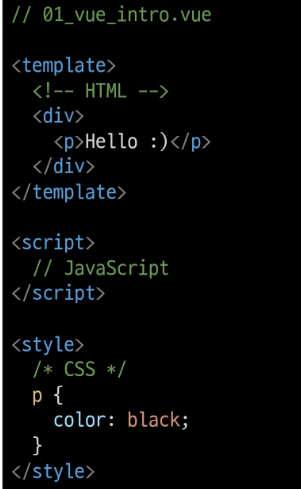 // 01_vue_intro.vue
<template>
<!-- HTML -->
<div>
<p>Hello :)</p>
</div>
</template>
<script>
// JavaScript
</script>
<style>
/* CSS */
p {
color: black;
}
</style>